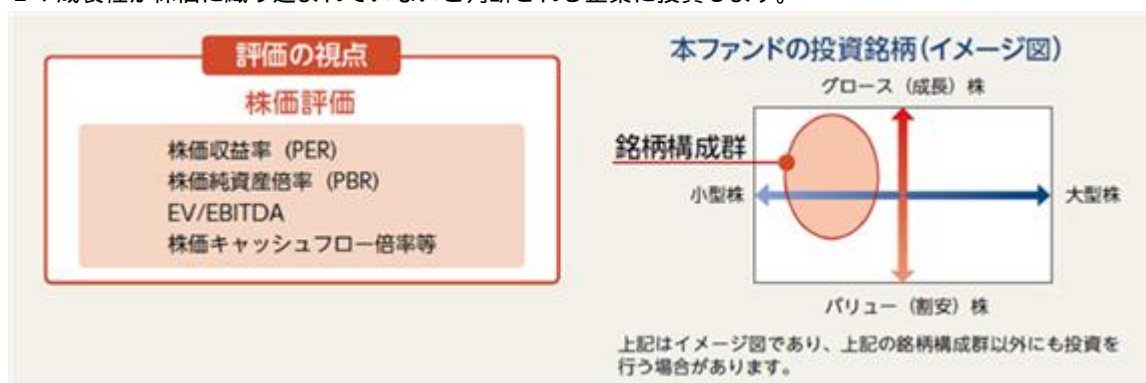 評価の視点
株価評価
株価収益率（PER）
株価純資産倍率（PBR）
EV/EBITDA
株価キャッシュフロー倍率等
本ファンドの投資銘柄（イメージ図）
グロース（成長）株
銘柄構成群
小型株
大型株
バリュー（割安）株
上記はイメージ図であり、上記の銘柄構成群以外にも投資を
行う場合があります。